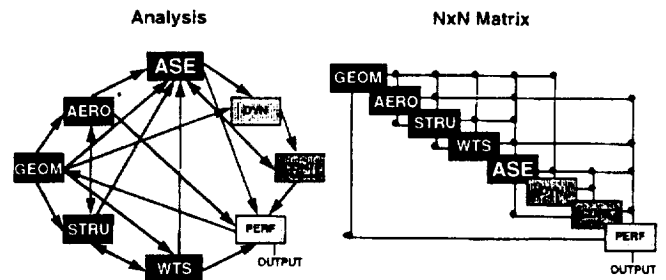 Analysis
NxN Matrix
ASE
AERO
DYN
GEOM
STRU
PERF
WTS
OUTPUT
GEOM
AERO
STRU
WTS
ASE
PERF
OUTPUT